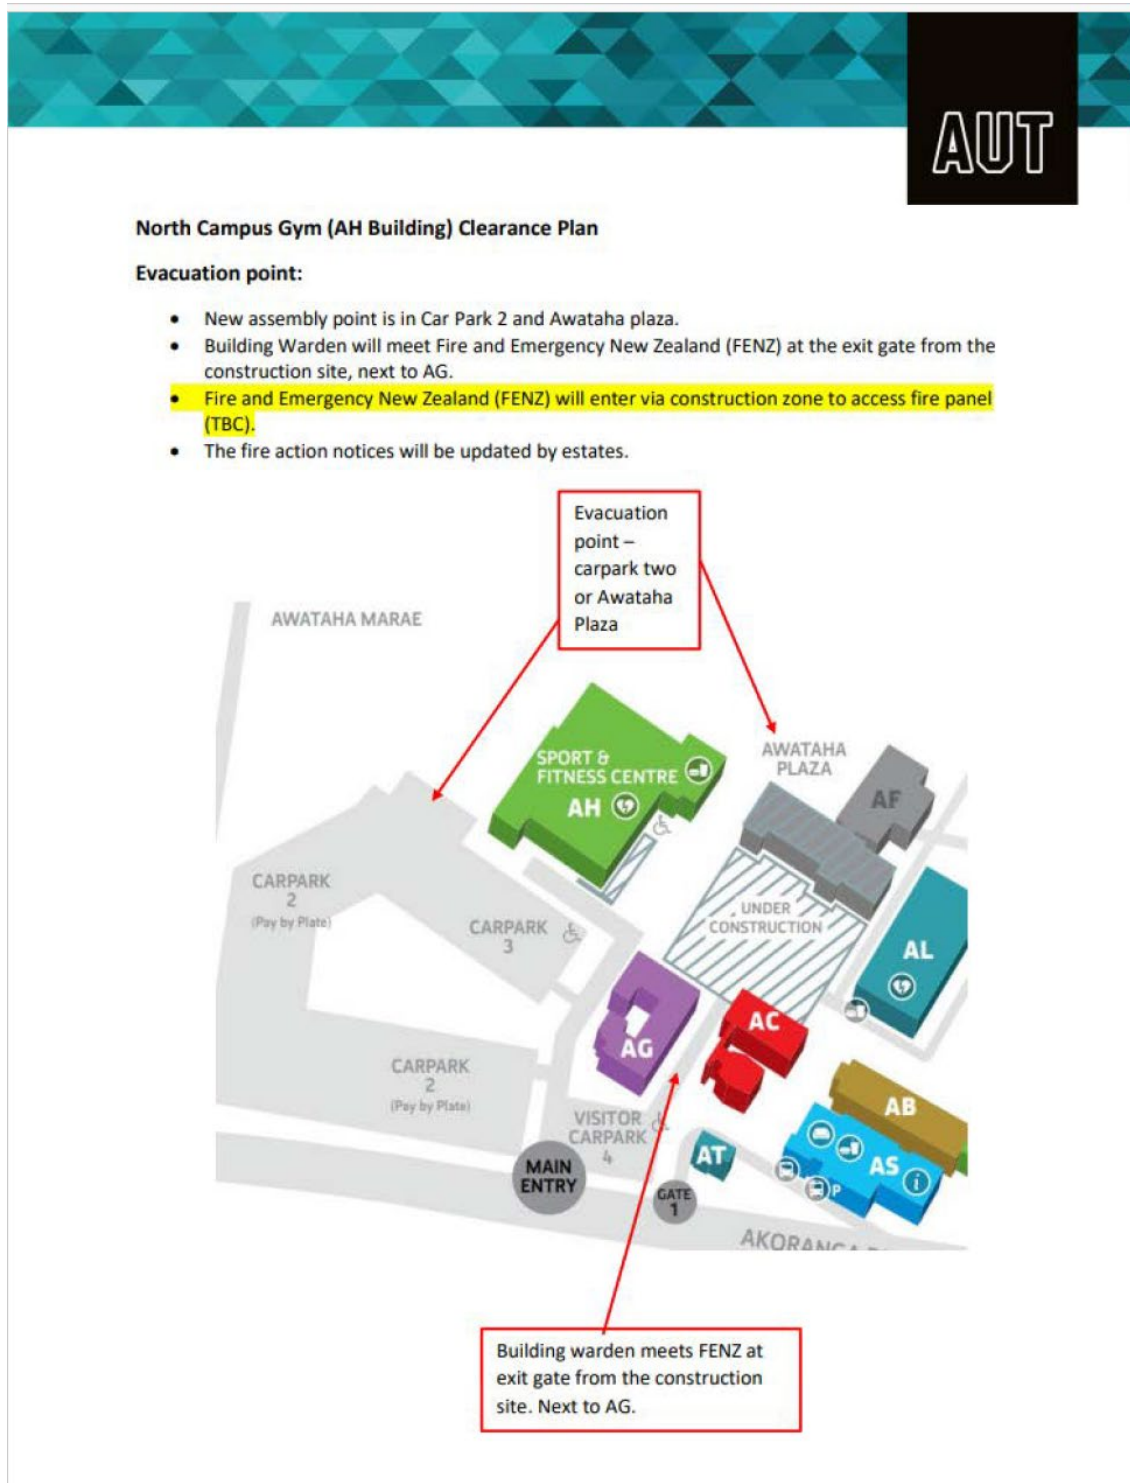 AUT
North Campus Gym (AH Building) Clearance Plan
Evacuation point:
• New assembly point is in Car Park 2 and Awataha plaza.
• Building Warden will meet Fire and Emergency New Zealand (FENZ) at the exit gate from the
construction site, next to AG.
• Fire and Emergency New Zealand (FENZ) will enter via construction zone to access fire panel
(TBC).
• The fire action notices will be updated by estates.
Evacuation
point –
carpark two
or Awataha
Plaza
AWATAHA MARAE
SPORT &
FITNESS CENTRE
AH
AWATAHA
PLAZA
AF
CARPARK
2
(Pay by Plate)
CARPARK
3
UNDER
CONSTRUCTION
AL
AG
AC
CARPARK
2
(Pay by Plate)
VISITOR
CARPARK
4
AB
AT
AS
i
P
MAIN
ENTRY
GATE
1
AKORANGA
Building warden meets FENZ at
exit gate from the construction
site. Next to AG.